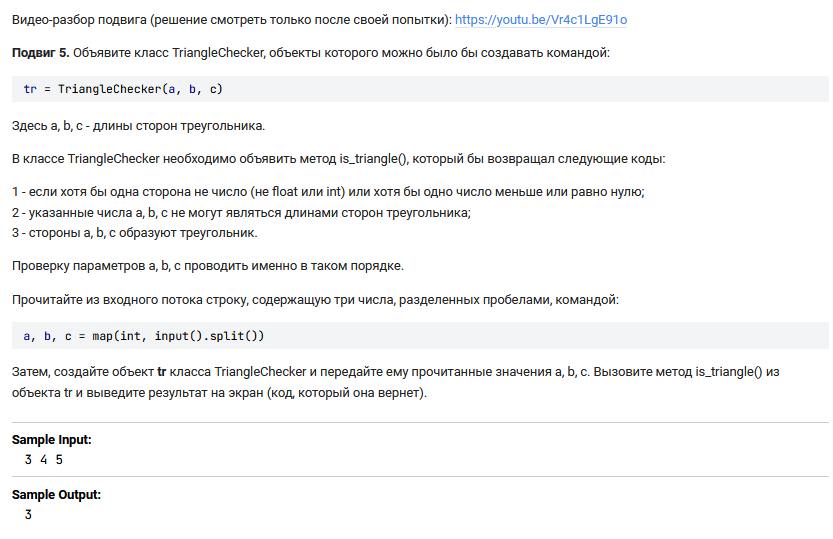 Видео-разбор подвига (решение смотреть только после своей попытки): https://youtu.be/Vr4c1LgE91o
Подвиг 5. Объявите класс TriangleChecker, объекты которого можно было бы создавать командой:
tr = TriangleChecker(a, b, c)
Здесь a, b, c - длины сторон треугольника.
В классе TriangleChecker необходимо объявить метод is_triangle(), который бы возвращал следующие коды:
1 - если хотя бы одна сторона не число (не float или int) или хотя бы одно число меньше или равно нулю;
2 - указанные числа a, b, c не могут являться длинами сторон треугольника;
3 - стороны a, b, c образуют треугольник.
Проверку параметров a, b, c проводить именно в таком порядке.
Прочитайте из входного потока строку, содержащую три числа, разделенных пробелами, командой:
a, b, c = map(int, input().split())
Затем, создайте объект tr класса TriangleChecker и передайте ему прочитанные значения a, b, c. Вызовите метод is_triangle() из
объекта tr и выведите результат на экран (код, который она вернет).
Sample Input:
3 4 5
Sample Output:
3